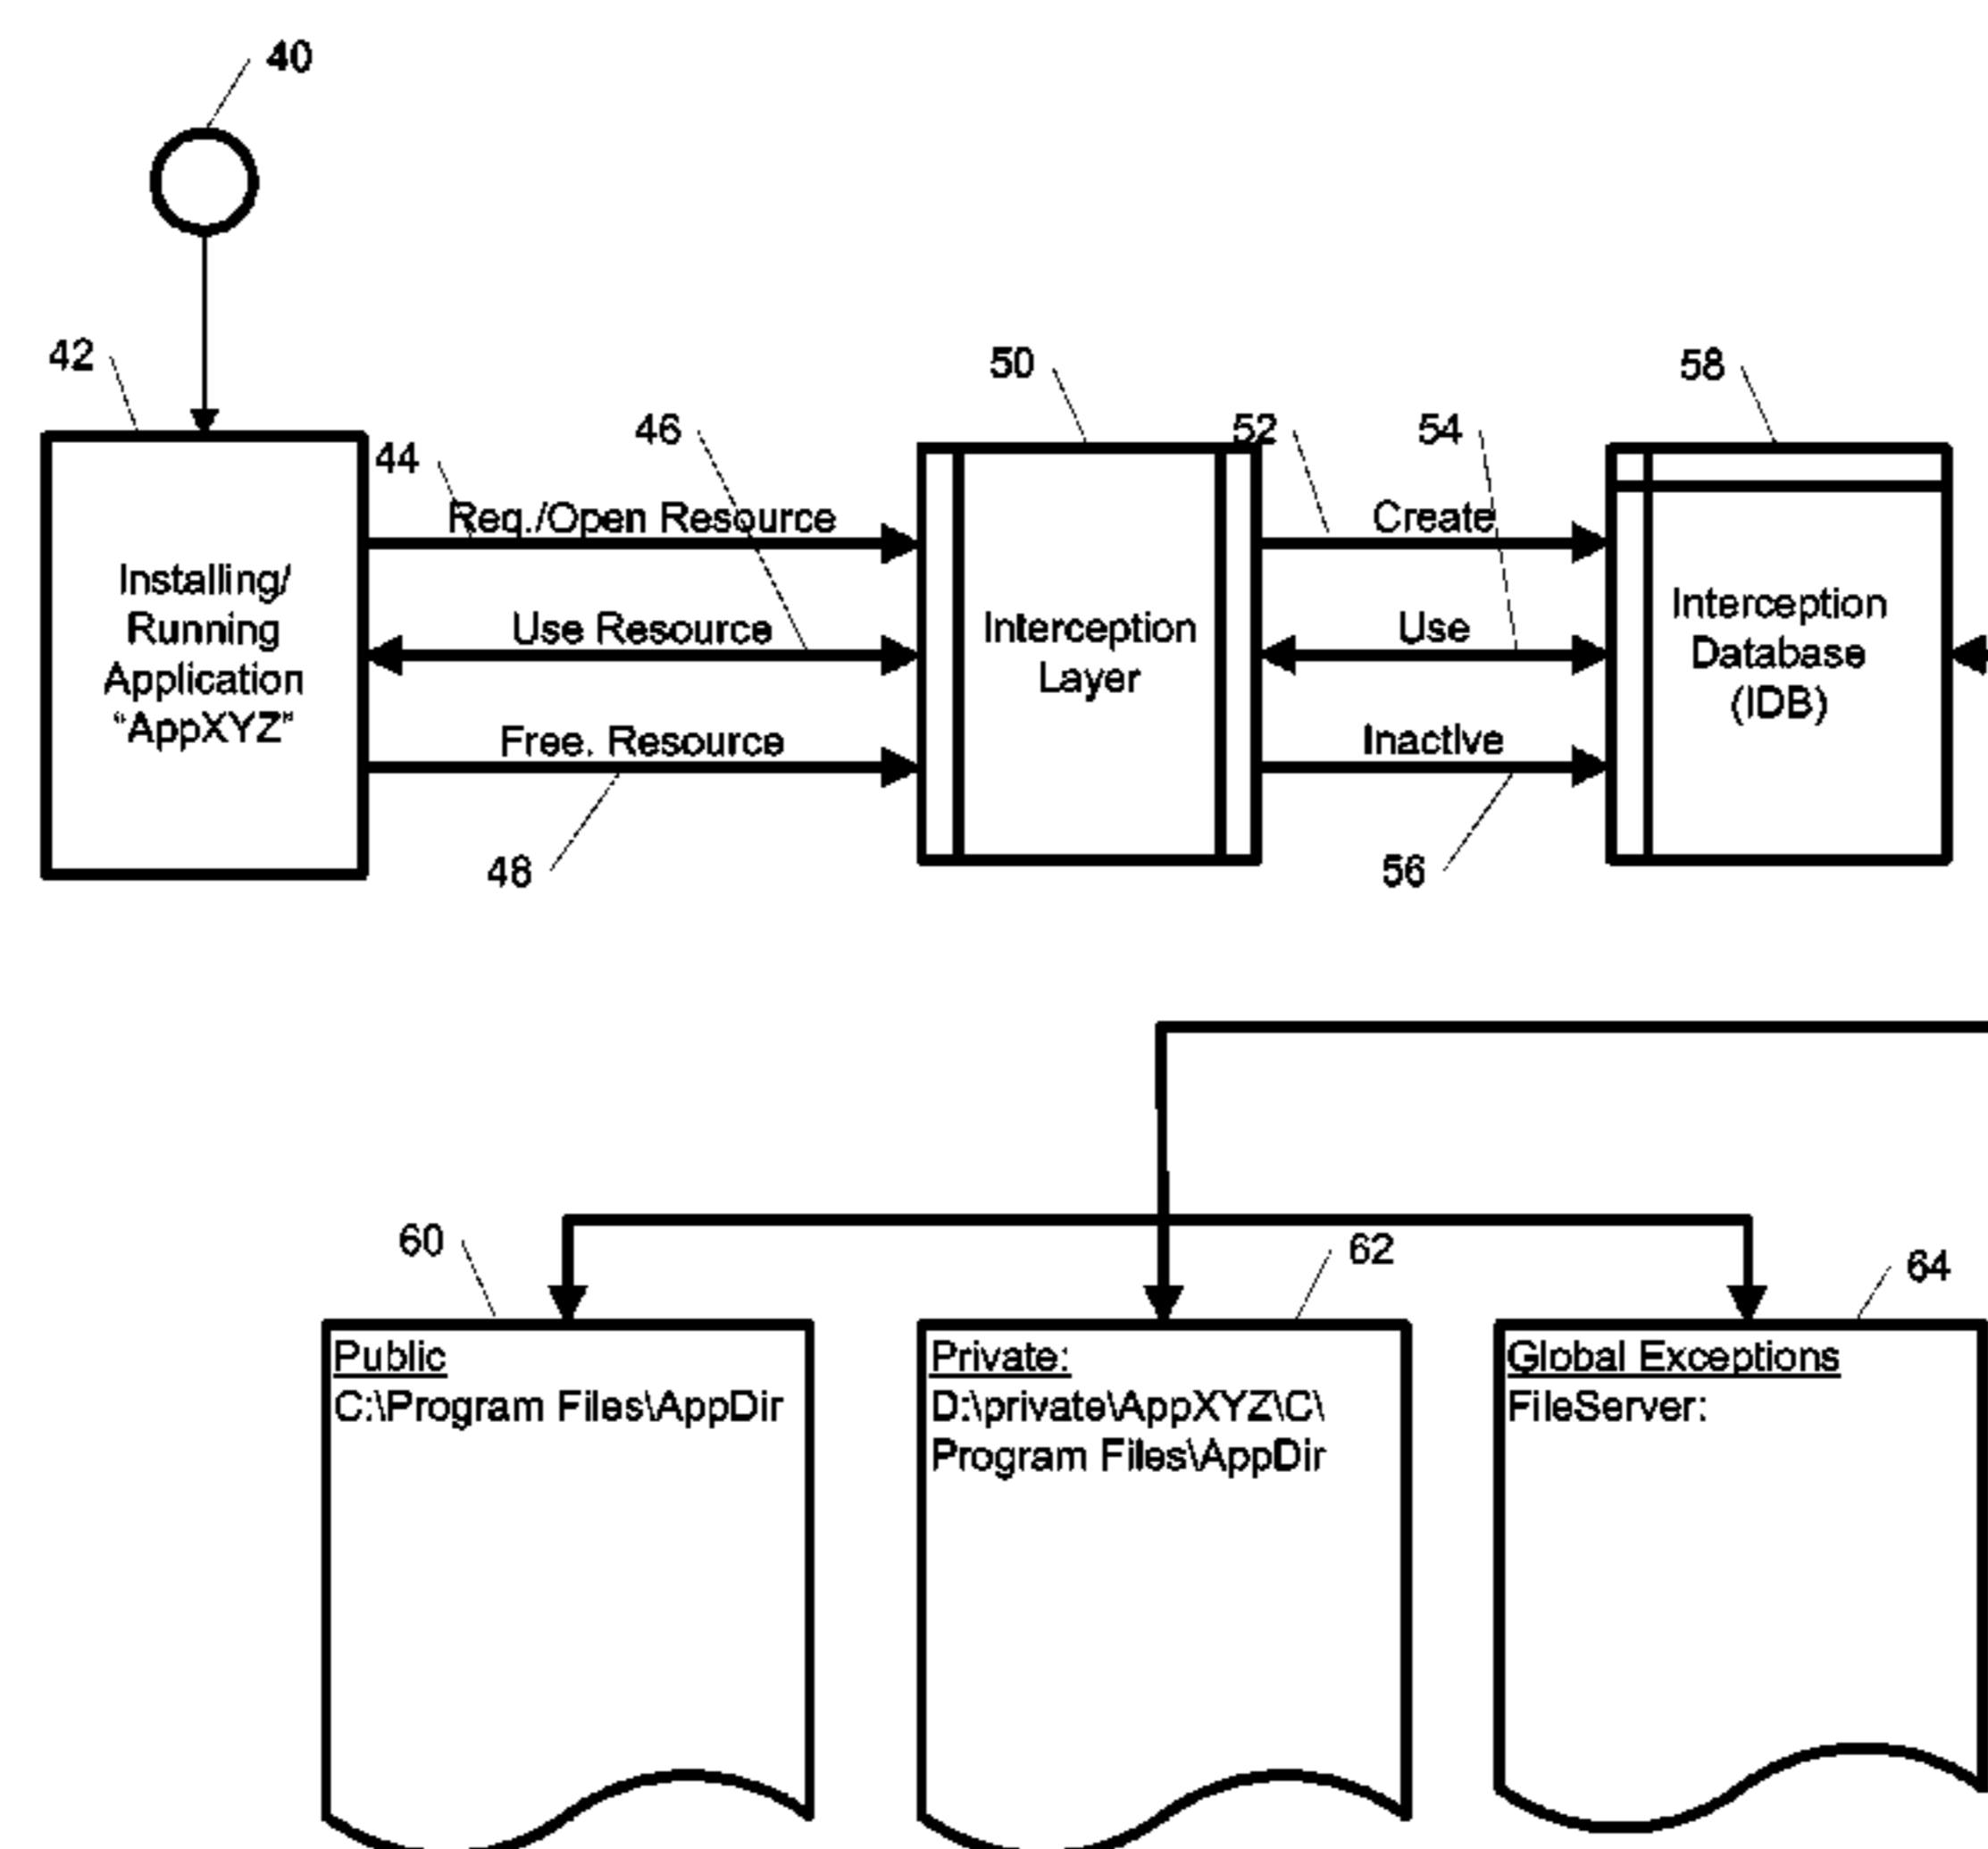 40
42
50
58
46
52
54
44
Req./Open Resource
Create
Installing/
Running
Application
“AppXYZ”
Use Resource
Interception
Layer
Use
Interception
Database
(IDB)
Free. Resource
Inactive
48
56
60
62
64
Public
C:\Program Files\AppDir
Private:
D:\private\AppXYZ\C\
Program Files\AppDir
Global Exceptions
FileServer: